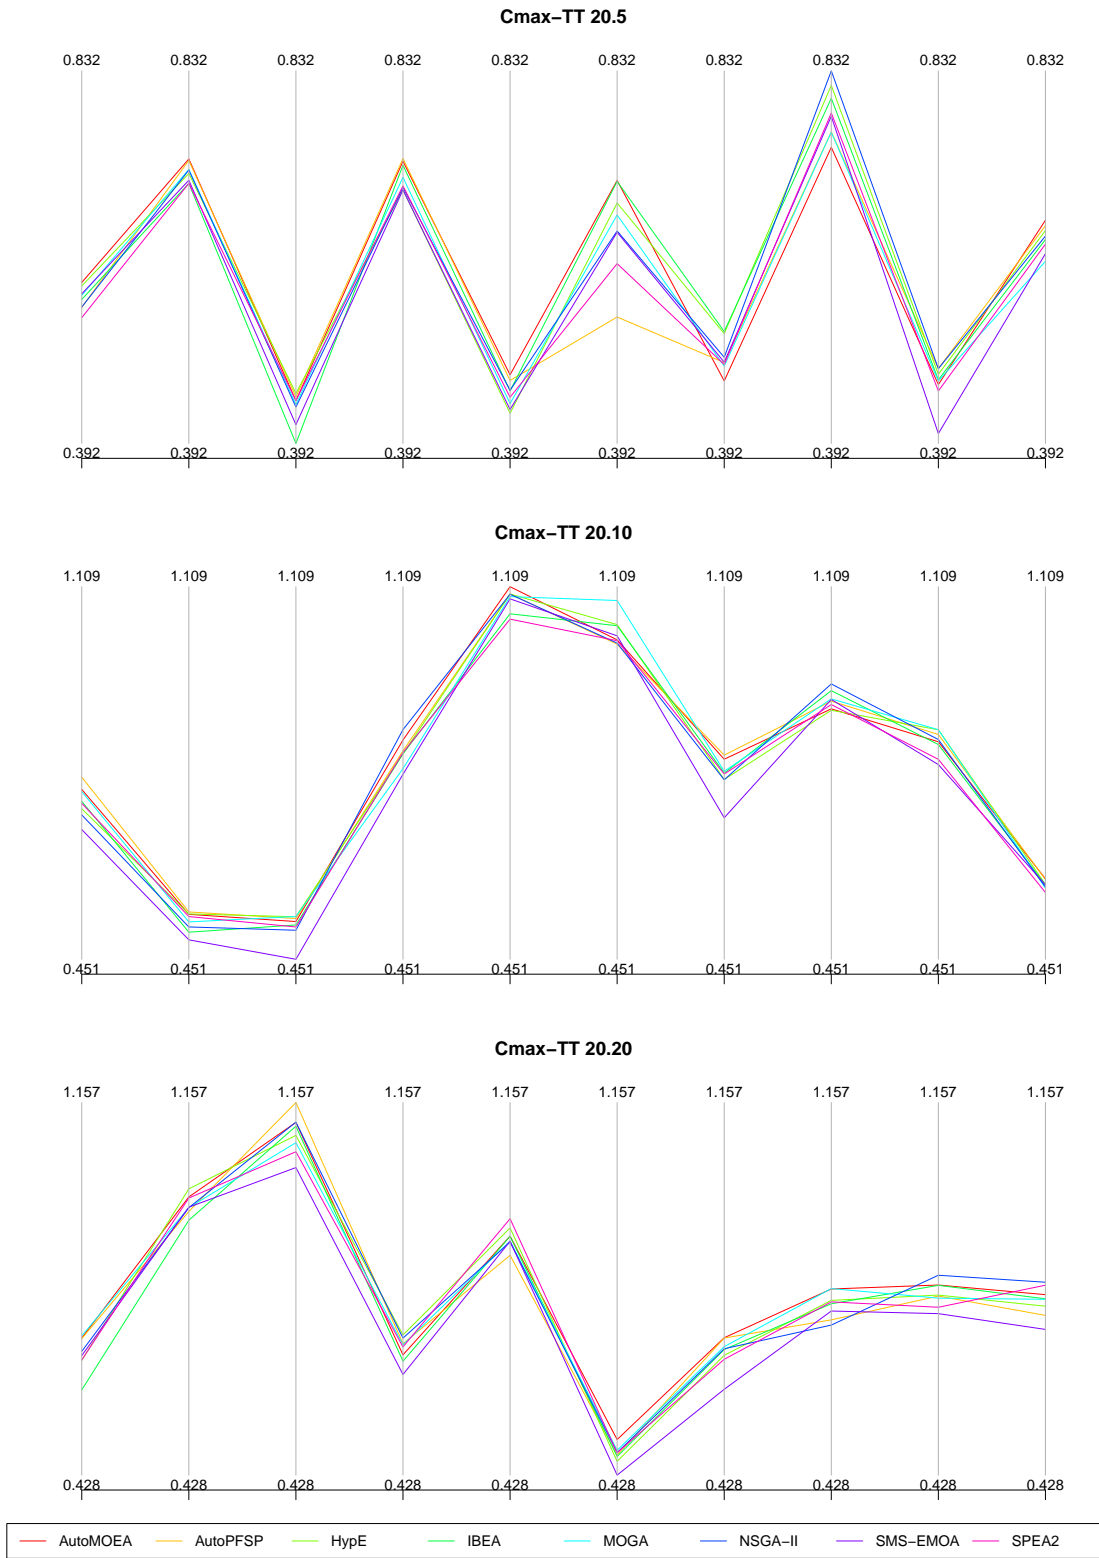 Cmax−TT 20.5
0.832 0.832 0.832 0.832 0.832 0.832 0.832 0.832 0.832 0.832
0.392 0.392 0.392 0.392 0.392 0.392 0.392 0.392 0.392 0.392
Cmax−TT 20.10
1.109 1.109 1.109 1.109 1.109 1.109 1.109 1.109 1.109 1.109
0.451 0.451 0.451 0.451 0.451 0.451 0.451 0.451 0.451 0.451
Cmax−TT 20.20
1.157 1.157 1.157 1.157 1.157 1.157 1.157 1.157 1.157 1.157
0.428 0.428 0.428 0.428 0.428 0.428 0.428 0.428 0.428 0.428
AutoMOEA AutoPFSP HypE IBEA MOGA NSGA−II SMS−EMOA SPEA2